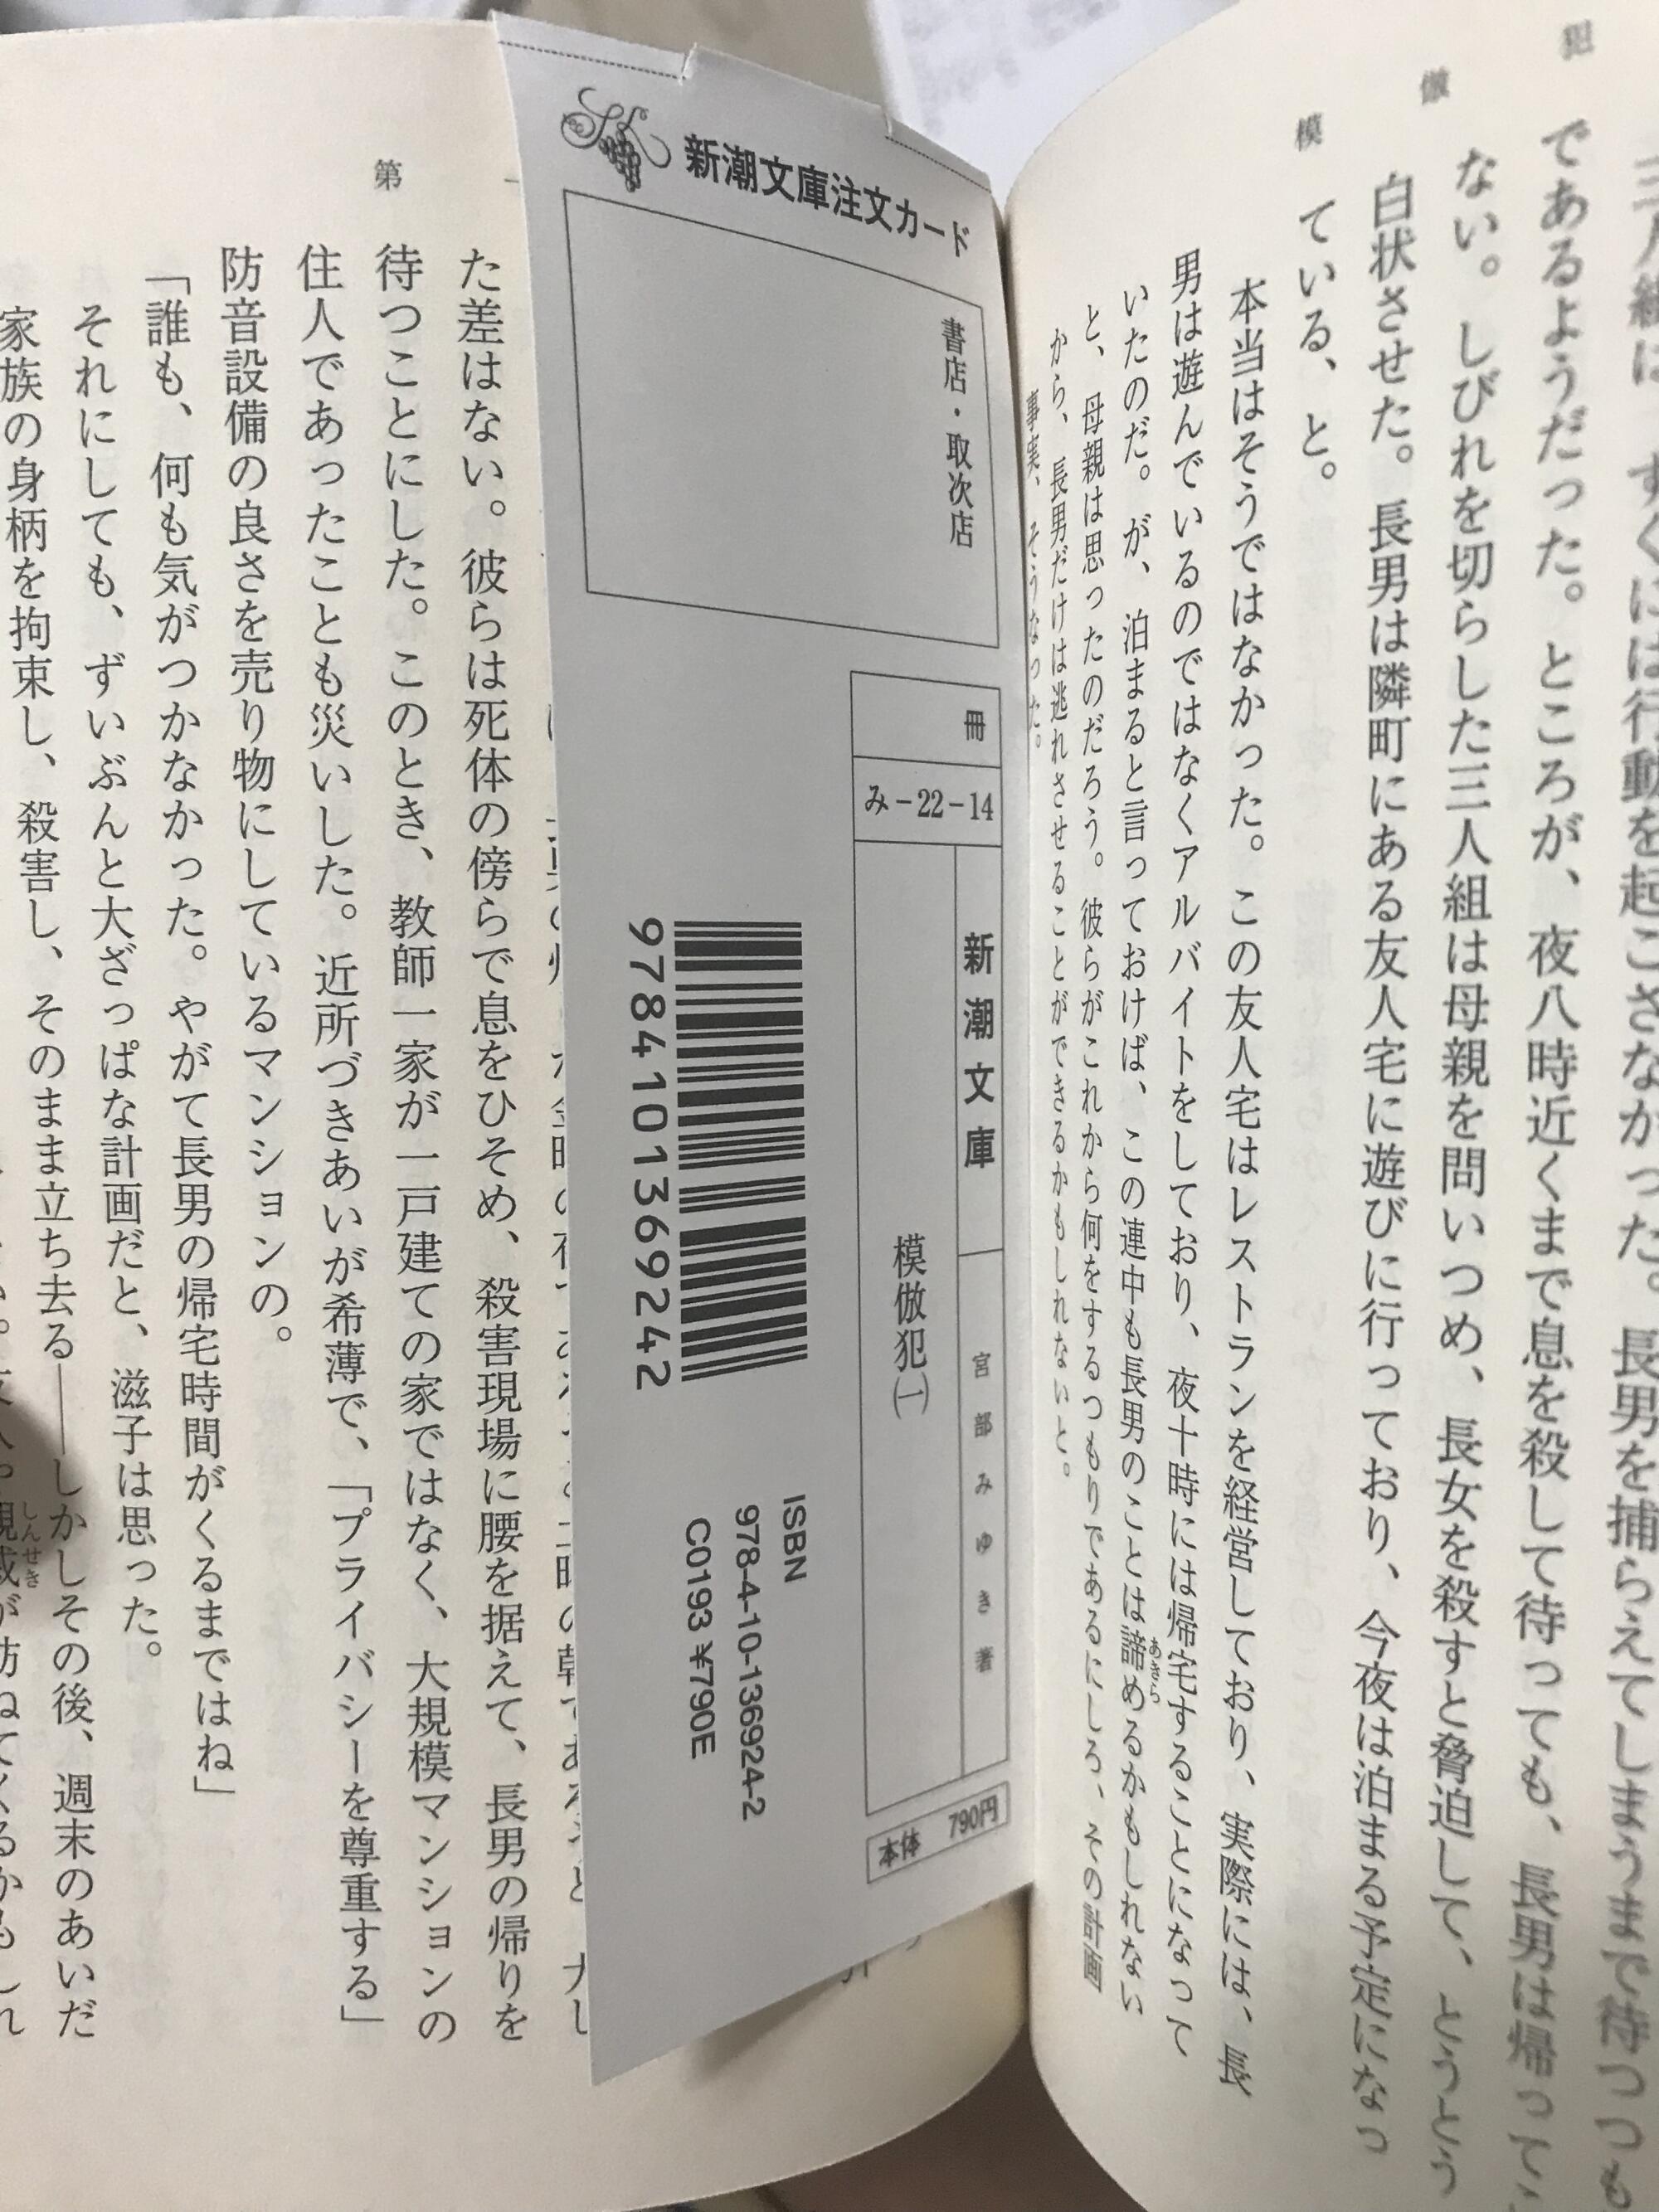 犯
倣
模
三人組は、すぐには行動を起こさなかった。長男を捕らえてしまうまで待つつも
であるようだった。ところが、夜八時近くまで息を殺して待っても、長男は帰ってこ
ない。しびれを切らした三人組は母親を問いつめ、長女を殺すと脅迫して、とうとう
白状させた。長男は隣町にある友人宅に遊びに行っており、今夜は泊まる予定になっ
ている、と。
本当はそうではなかった。この友人宅はレストランを経営しており、実際には、長
男は遊んでいるのではなくアルバイトをしており、夜十時には帰宅することになって
いたのだ。が、泊まると言っておけば、この連中も長男のことは諦めるかもしれない
あきら
と、母親は思ったのだろう。彼らがこれから何をするつもりであるにしろ、その計画
から、長男だけは逃れさせることができるかもしれないと。
事実、そうなった。
新潮文庫注文カード
書店・取次店
冊
み-22-14
新潮文庫
宮部みゆき著
模倣犯(一)
本体 790円
9784101369242
ISBN
978-4-10-136924-2
C0193 ¥790E
第一
た差はない。彼らは死体の傍らで息をひそめ、殺害現場に腰を据えて、長男の帰りを
待つことにした。このとき、教師一家が一戸建ての家ではなく、大規模マンションの
住人であったことも災いした。近所づきあいが希薄で、「プライバシーを尊重する」
防音設備の良さを売り物にしているマンションの。
「誰も、何も気がつかなかった。やがて長男の帰宅時間がくるまではね」
それにしても、ずいぶんと大ざっぱな計画だと、滋子は思った。
家族の身柄を拘束し、殺害し、そのまま立ち去る――しかしその後、週末のあいだ
しんせき
親戚が訪ねてくるかもしれ